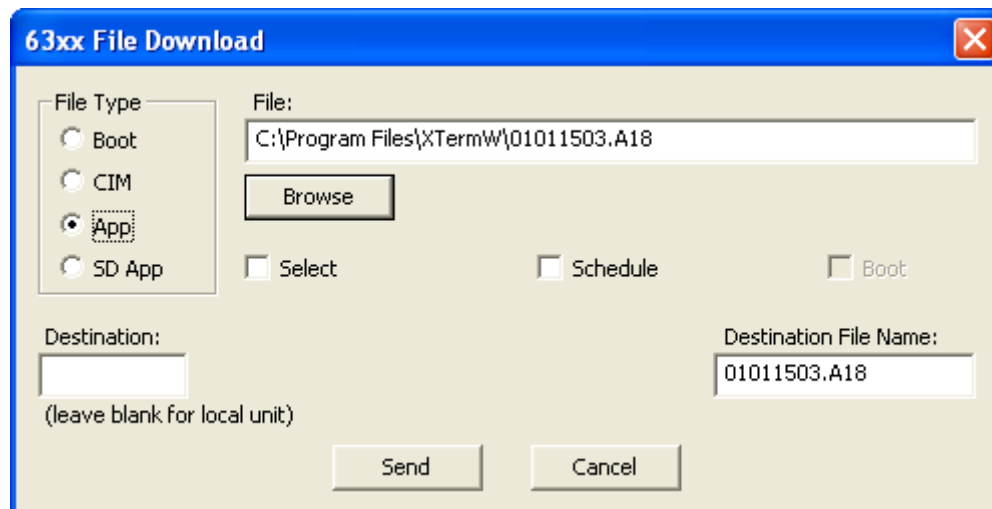 63xx File Download
File Type
Boot
CIM
App
SD App
File:
C:\Program Files\XTermW\01011503.A18
Browse
Select
Schedule
Boot
Destination:
(leave blank for local unit)
Destination File Name:
01011503.A18
Send
Cancel